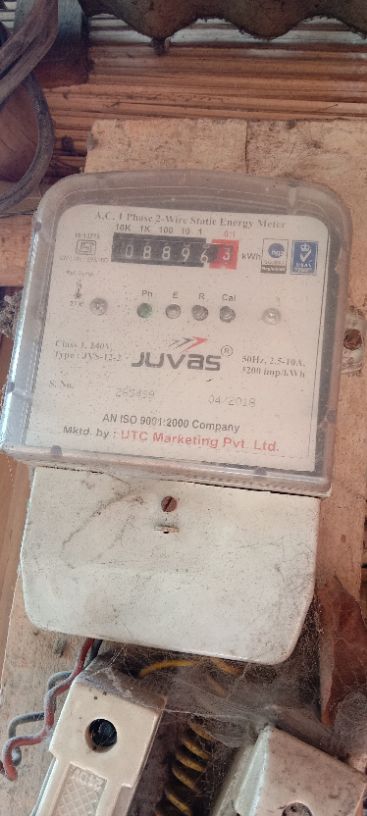 A.C. 1 Phase 2-Wire Static Energy Meter
10K 1K 100 10 1 0.1
088963 kWh
Ph E R Cal
Class 1, 240V,
Type : JVS-12-2
JUVAS ®
50Hz, 2.5-10A,
3200 imp/kWh
S. No. 04/2018
AN ISO 9001:2000 Company
Mktd. by : UTC Marketing Pvt. Ltd.